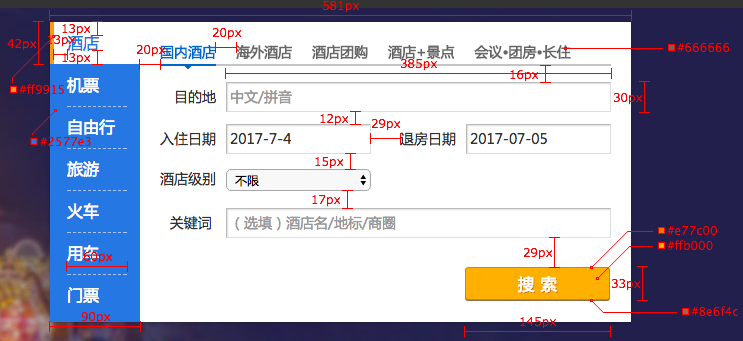 581px
20px
13px
42px
酒店
13px
13px
20px
国内酒店 海外酒店 酒店团购 酒店+景点 会议•团房•长住
#666666
385px
16px
机票
#ff9915
目的地 中文/拼音
30px
12px
29px
自由行
入住日期 2017-7-4 退房日期 2017-07-05
#2577e3
15px
旅游
酒店级别 不限
17px
火车
关键词 （选填）酒店名/地标/商圈
#e77c00
用车
29px
#ffb000
60px
搜 索
33px
门票
#8e6f4c
90px
145px